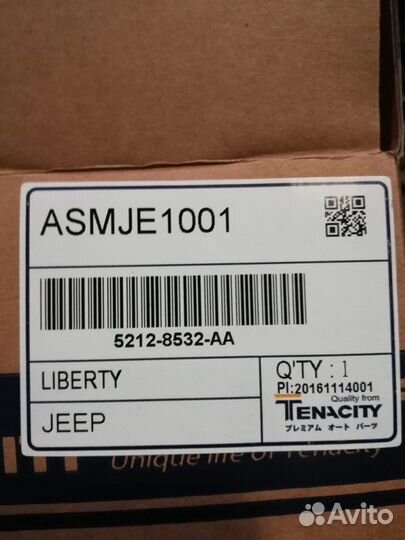 ASMJE1001
5212-8532-AA
LIBERTY
JEEP
Q'TY : 1
PI:20161114001
Quality from
TENACITY
プレミアム オート パーツ
Unique life of Tenacity
Avito